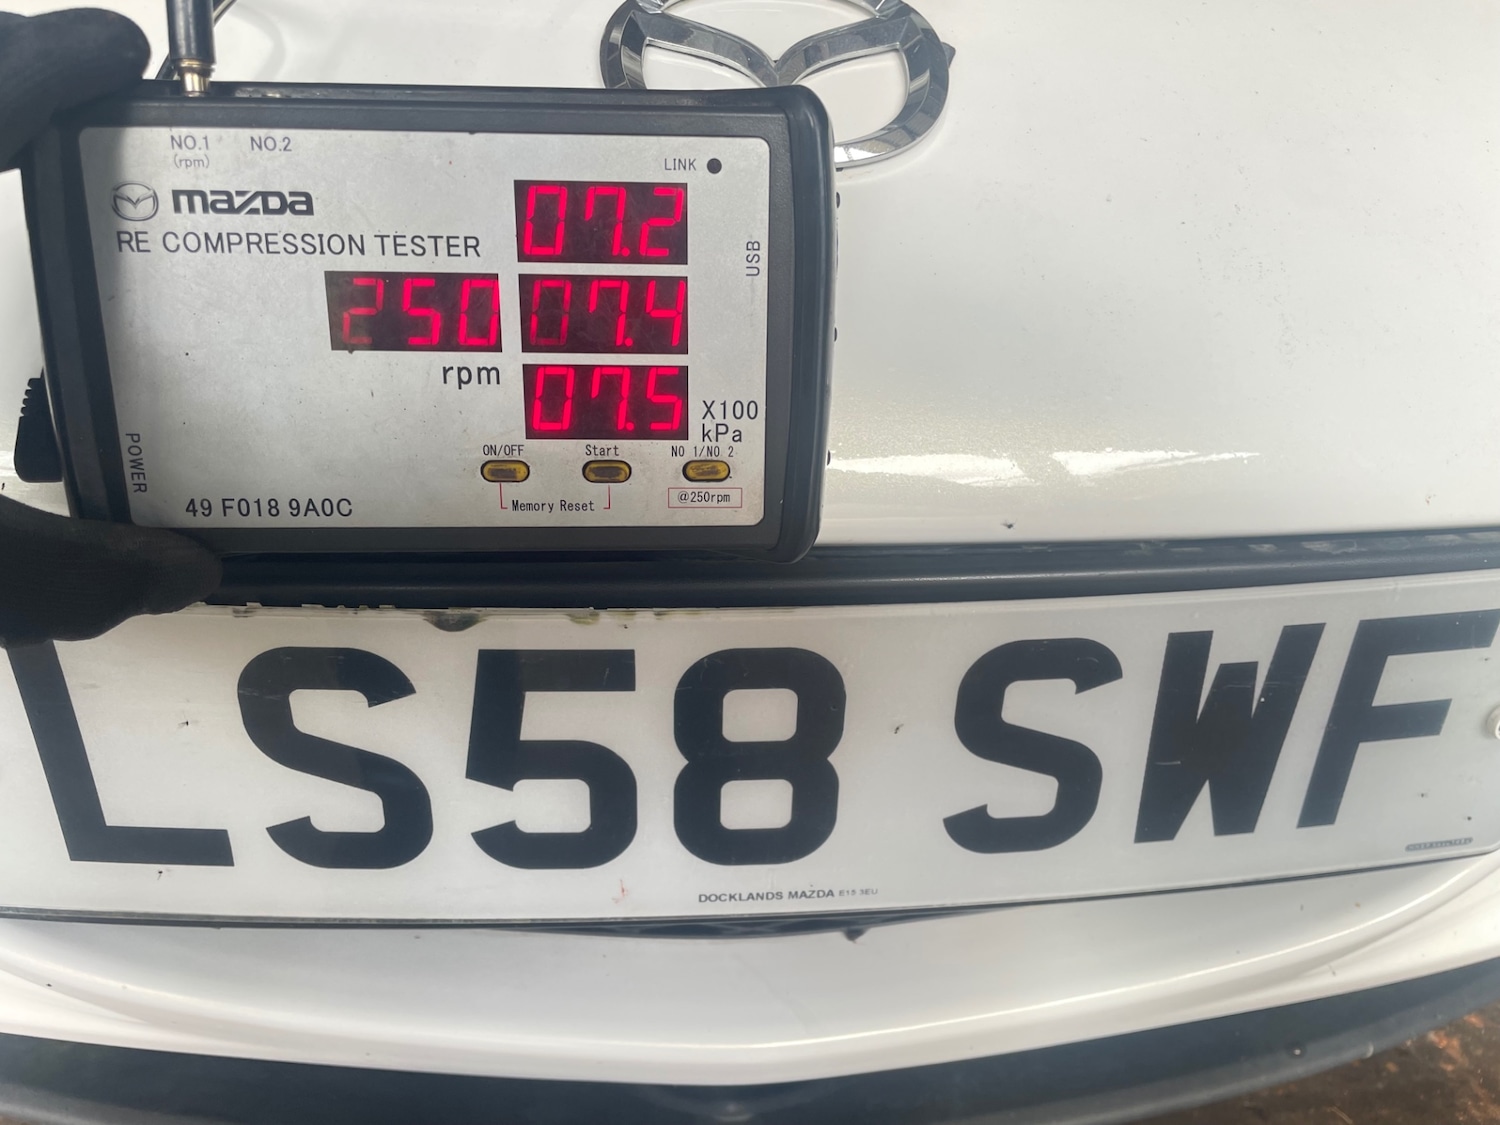 NO.1 NO.2
(rpm)
LINK
mazda
07.2
RE COMPRESSION TESTER
USB
250
07.4
rpm
07.5
X100
kPa
POWER
ON/OFF Start NO 1/NO 2
Memory Reset
@250rpm
49 F018 9A0C
LS58 SWF
DOCKLANDS MAZDA E13 3EU